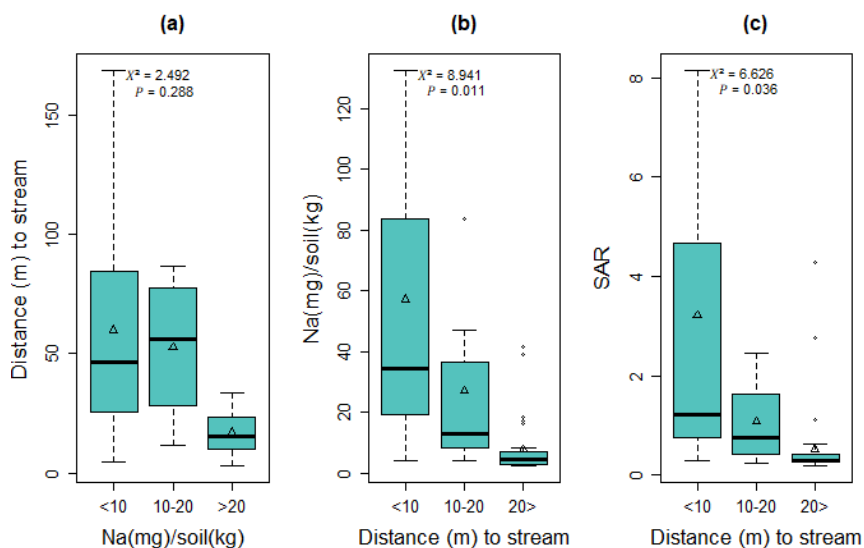 (a)
X² = 2.492
P = 0.288
Distance (m) to stream
150
100
50
0
<10
10-20
>20
Na(mg)/soil(kg)
(b)
X² = 8.941
P = 0.011
Na(mg)/soil(kg)
120
100
80
60
40
20
0
<10
10-20
20>
Distance (m) to stream
(c)
X² = 6.626
P = 0.036
SAR
8
6
4
2
0
<10
10-20
20>
Distance (m) to stream